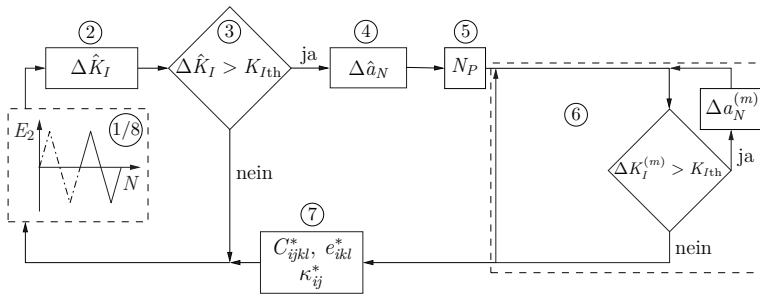 ② ③ ④ ⑤
ΔK̂_I ΔK̂_I > K_Ith ja Δâ_N N_P
①/⑧ E₂ N
nein
⑥ Δa_N^(m)
ΔK_I^(m) > K_Ith ja
nein
⑦
C*_ijkl, e*_ikl
κ*_ij